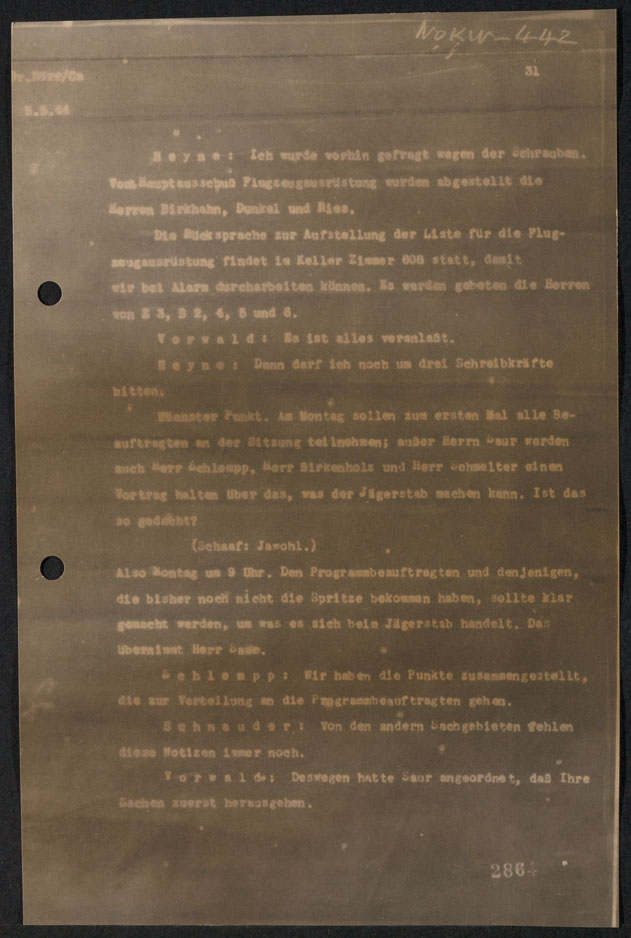 NOKW-442
Dr.Dörr/Ca
31
5.5.44
Heyne: Ich wurde vorhin gefragt wegen der Schrauben.
Vom Hauptausschuß Flugzeugausrüstung wurden abgestellt die
Herren Birkhahn, Dunkel und Ries.
Die Rücksprache zur Aufstellung der Liste für die Flug-
zeugausrüstung findet im Keller Zimmer 608 statt, damit
wir bei Alarm durcharbeiten können. Es werden gebeten die Herren
von E 3, B 2, 4, 5 und 6.
Vorwald: Es ist alles veranlaßt.
Heyne: Dann darf ich noch um drei Schreibkräfte
bitten.
Nächster Punkt. Am Montag sollen zum ersten Mal alle Be-
auftragten an der Sitzung teilnehmen; außer Herrn Saur werden
auch Herr Schlempp, Herr Birkenholz und Herr Schmelter einen
Vortrag halten über das, was der Jägerstab machen kann. Ist das
so gedacht?
(Schaaf: Jawohl.)
Also Montag um 9 Uhr. Den Programmbeauftragten und denjenigen,
die bisher noch nicht die Spritze bekommen haben, sollte klar
gemacht werden, um was es sich beim Jägerstab handelt. Das
übernimmt Herr Saur.
Schlempp: Wir haben die Punkte zusammengestellt,
die zur Verteilung an die Programmbeauftragten gehen.
Schnauder: Von den andern Sachgebieten fehlen
diese Notizen immer noch.
Vorwald: Deswegen hatte Saur angeordnet, daß Ihre
Sachen zuerst herausgehen.
2864